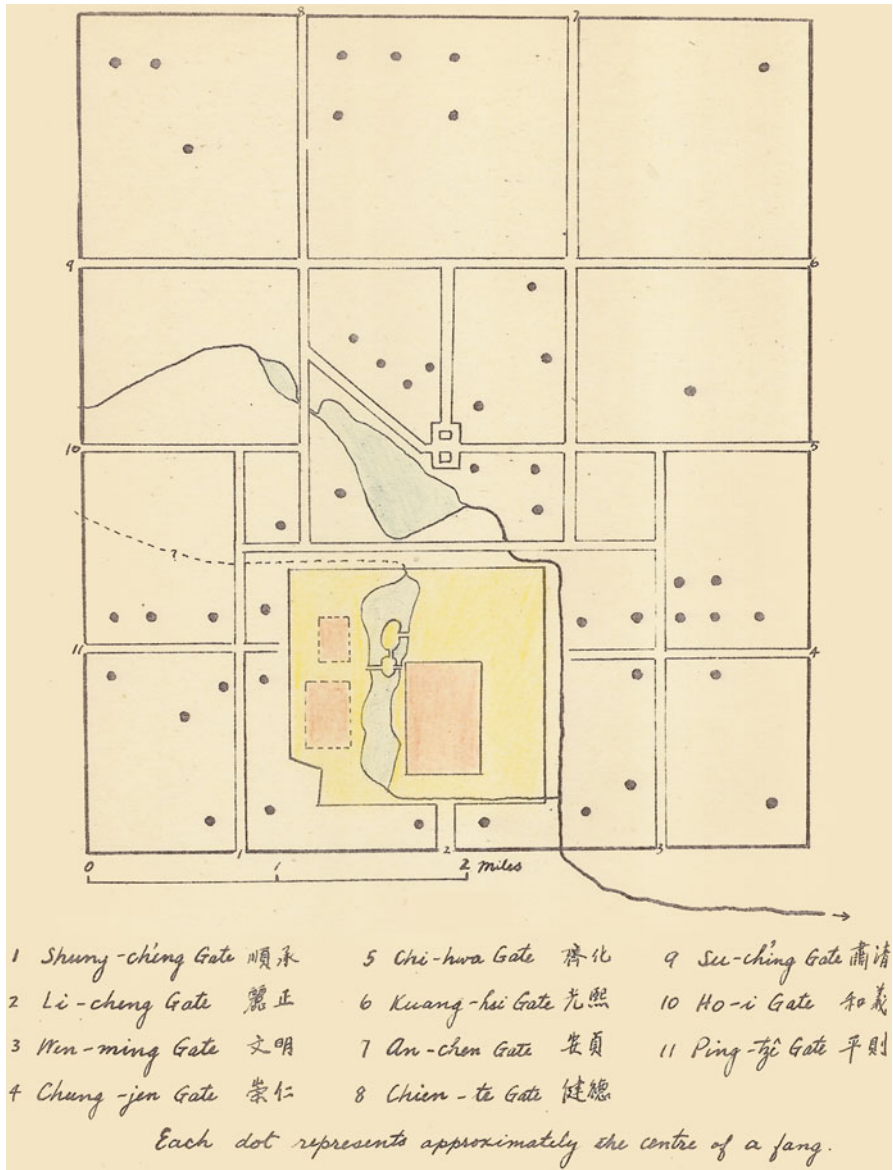 8 7
9 6
10 5
?
11 4
1 2 3
0 1 2 Miles
1 Shung-ch'eng Gate 順承
2 Li-cheng Gate 麗正
3 Wen-ming Gate 文明
4 Chung-jen Gate 崇仁
5 Chi-hwa Gate 齊化
6 Kuang-hsi Gate 光熙
7 An-chen Gate 安貞
8 Chien-te Gate 健德
9 Su-ch'ing Gate 肅清
10 Ho-i Gate 和義
11 Ping-tzê Gate 平則
Each dot represents approximately the centre of a fang.